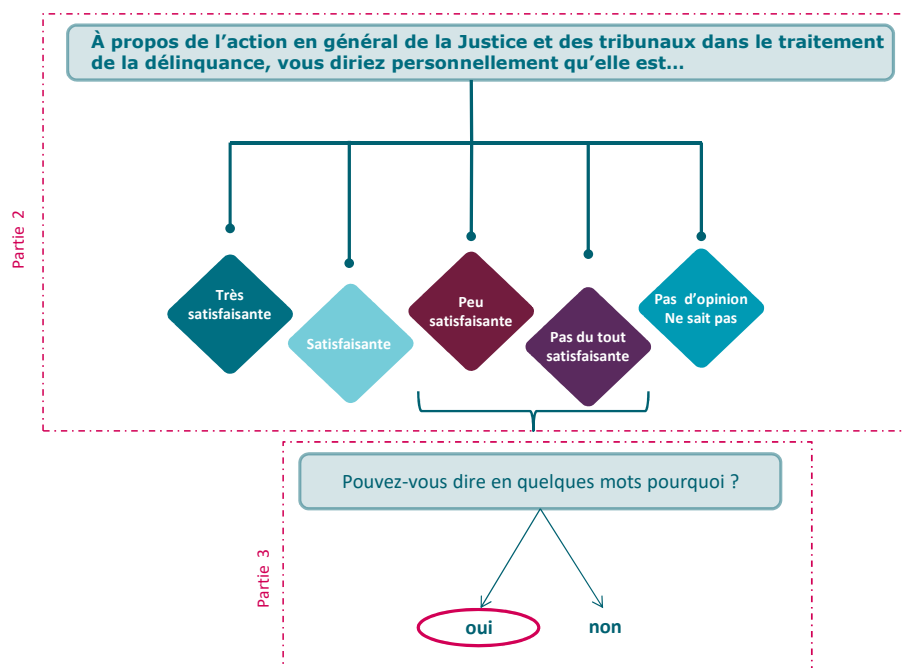 À propos de l’action en général de la Justice et des tribunaux dans le traitement
de la délinquance, vous diriez personnellement qu’elle est...
Partie 2
Très
satisfaisante
Satisfaisante
Peu
satisfaisante
Pas du tout
satisfaisante
Pas d’opinion
Ne sait pas
Partie 3
Pouvez-vous dire en quelques mots pourquoi ?
oui
non